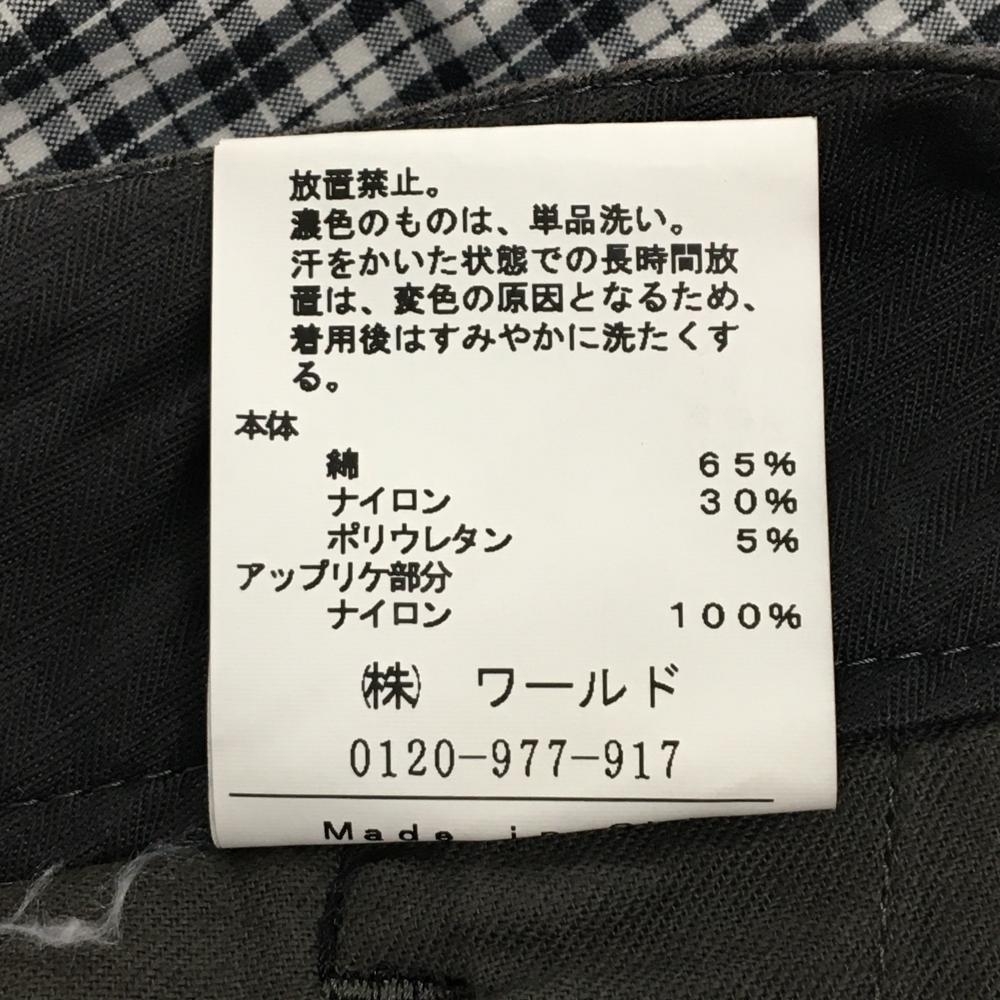 放置禁止。
濃色のものは、単品洗い。
汗をかいた状態での長時間放
置は、変色の原因となるため、
着用後はすみやかに洗たくす
る。
本体
綿 65%
ナイロン 30%
ポリウレタン 5%
アップリケ部分
ナイロン 100%
㈱ ワールド
0120-977-917
Made in